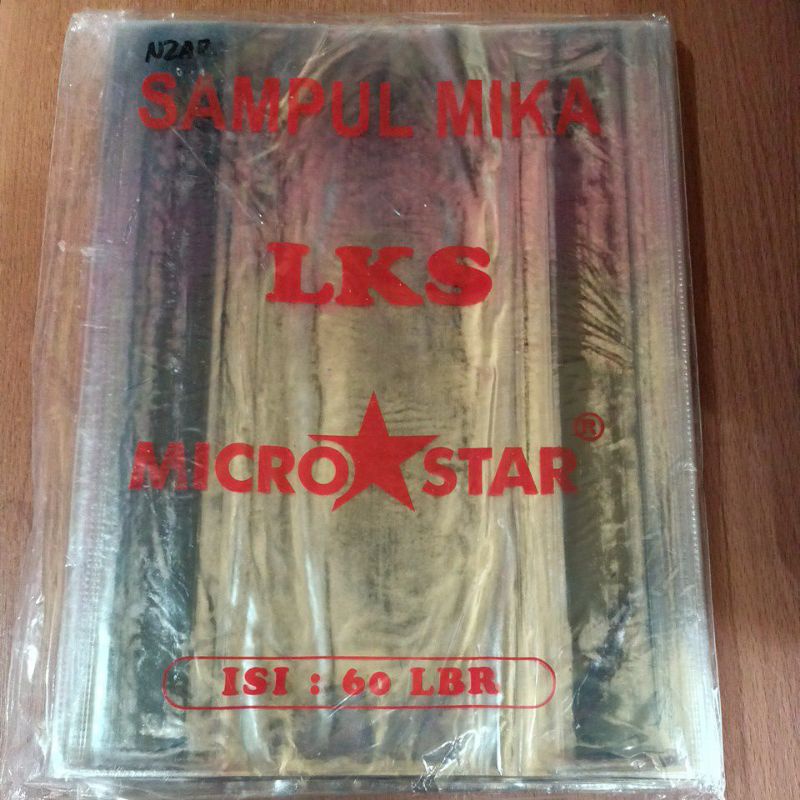 SAMPUL MIKA
LKS
MICRO STAR ®
ISI : 60 LBR